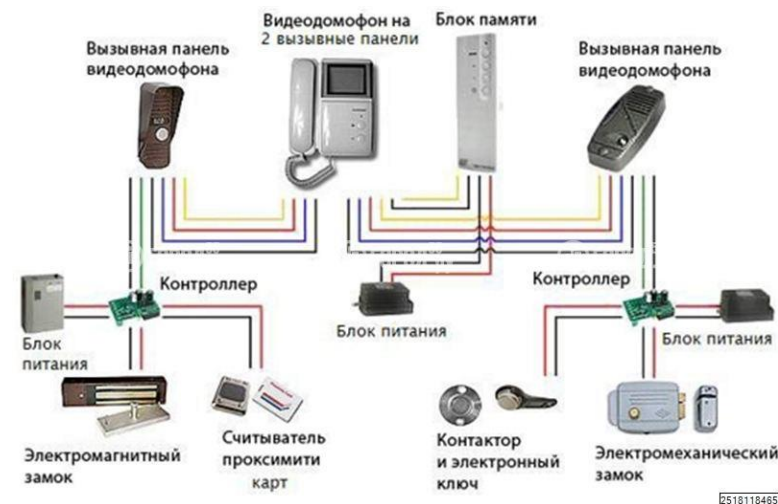 Видеодомофон на
2 вызывные панели
Блок памяти
Вызывная панель
видеодомофона
Вызывная панель
видеодомофона
Контроллер
Контроллер
Блок
питания
Блок питания
Блок питания
Электромагнитный
замок
Считыватель
проксимити
карт
Контактор
и электронный
ключ
Электромеханический
замок
2518118465